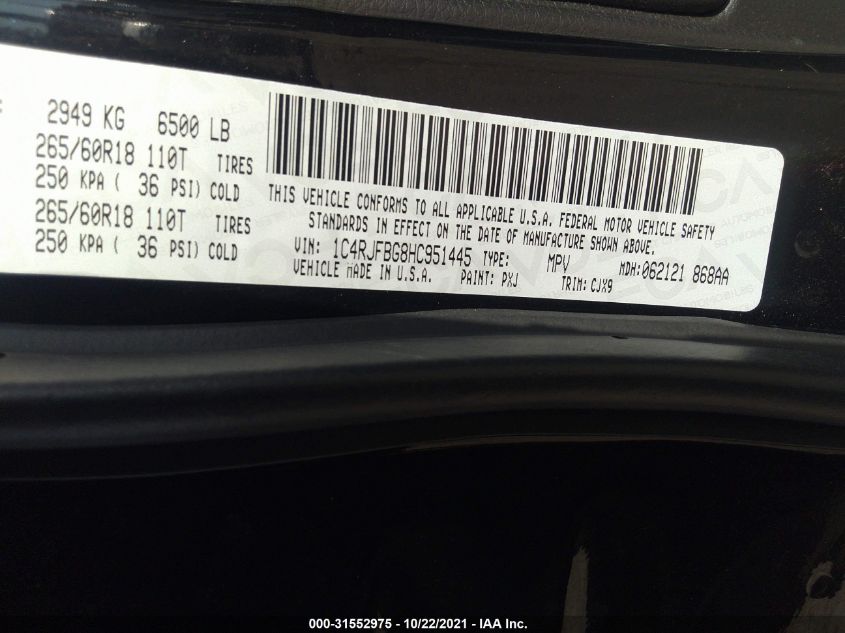 2949 KG 6500 LB
265/60R18 110T TIRES
250 KPA ( 36 PSI) COLD
265/60R18 110T TIRES
250 KPA ( 36 PSI) COLD
THIS VEHICLE CONFORMS TO ALL APPLICABLE U.S.A. FEDERAL MOTOR VEHICLE SAFETY
STANDARDS IN EFFECT ON THE DATE OF MANUFACTURE SHOWN ABOVE.
VIN: 1C4RJFBG8HC951445 TYPE: MPV MDH:062121 868AA
VEHICLE MADE IN U.S.A. PAINT: PXJ TRIM: CJX9
000-31552975 - 10/22/2021 - IAA Inc.